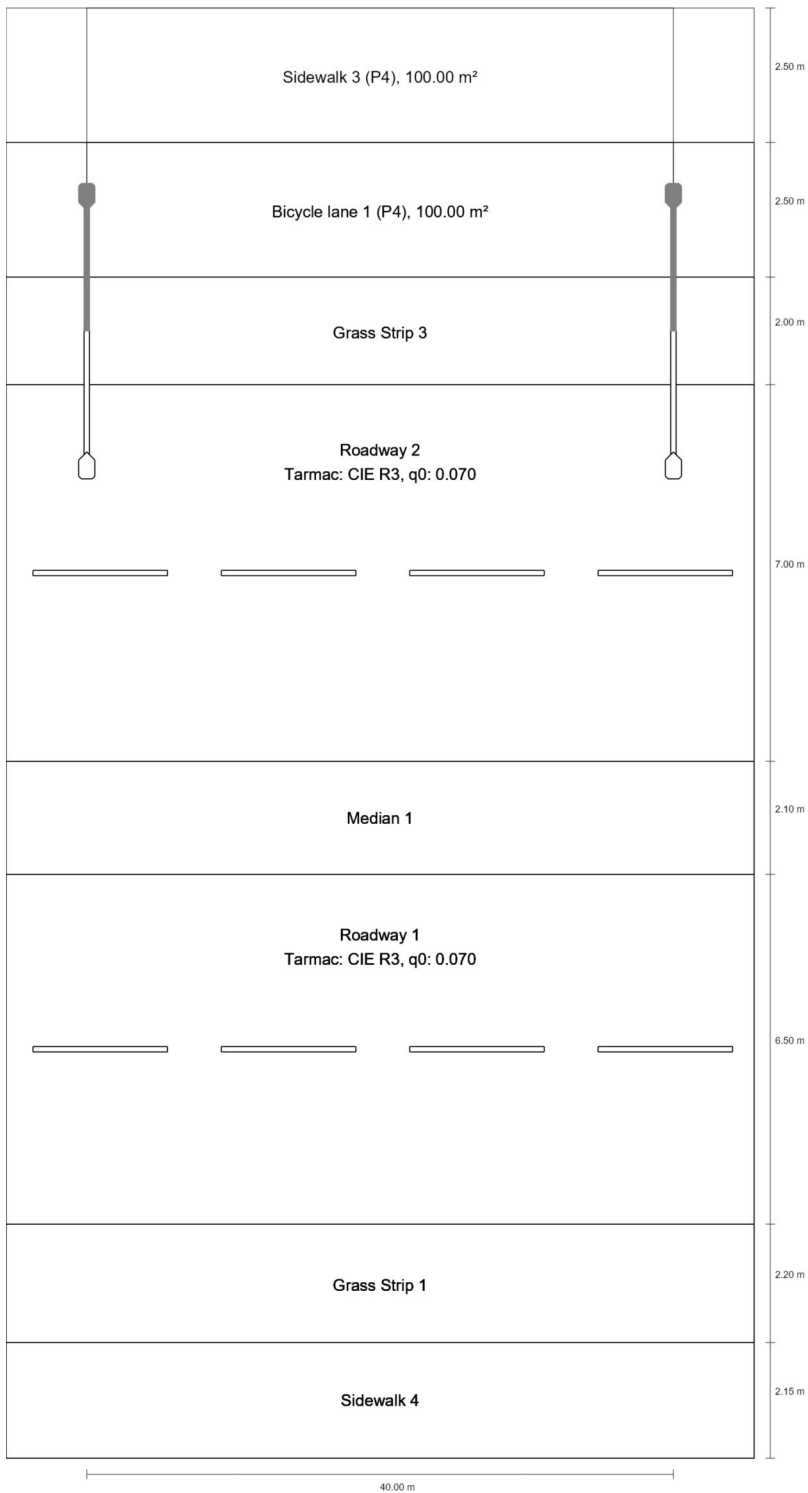 Sidewalk 3 (P4), 100.00 m²
2.50 m
Bicycle lane 1 (P4), 100.00 m²
2.50 m
Grass Strip 3
2.00 m
Roadway 2
Tarmac: CIE R3, q0: 0.070
7.00 m
Median 1
2.10 m
Roadway 1
Tarmac: CIE R3, q0: 0.070
6.50 m
Grass Strip 1
2.20 m
Sidewalk 4
2.15 m
40.00 m